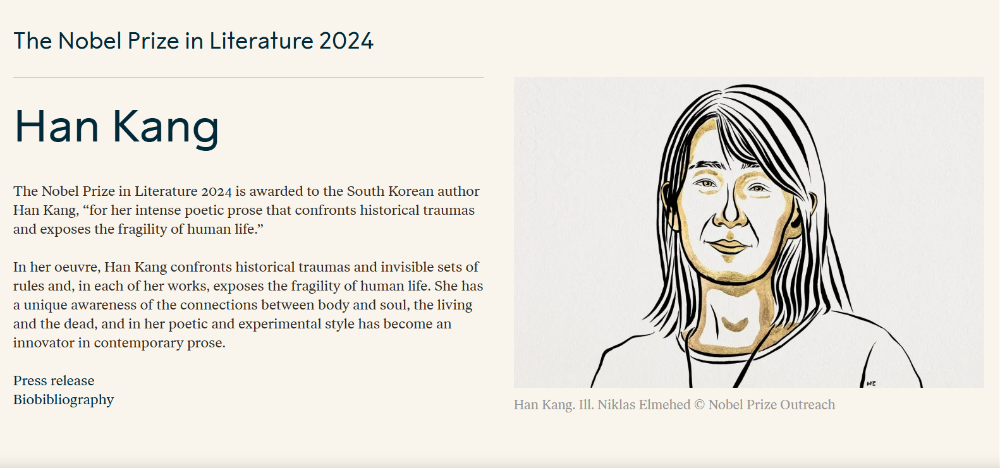 The Nobel Prize in Literature 2024
Han Kang
The Nobel Prize in Literature 2024 is awarded to the South Korean author
Han Kang, “for her intense poetic prose that confronts historical traumas
and exposes the fragility of human life.”
In her oeuvre, Han Kang confronts historical traumas and invisible sets of
rules and, in each of her works, exposes the fragility of human life. She has
a unique awareness of the connections between body and soul, the living
and the dead, and in her poetic and experimental style has become an
innovator in contemporary prose.
Press release
Biobibliography
Han Kang. Ill. Niklas Elmehed © Nobel Prize Outreach